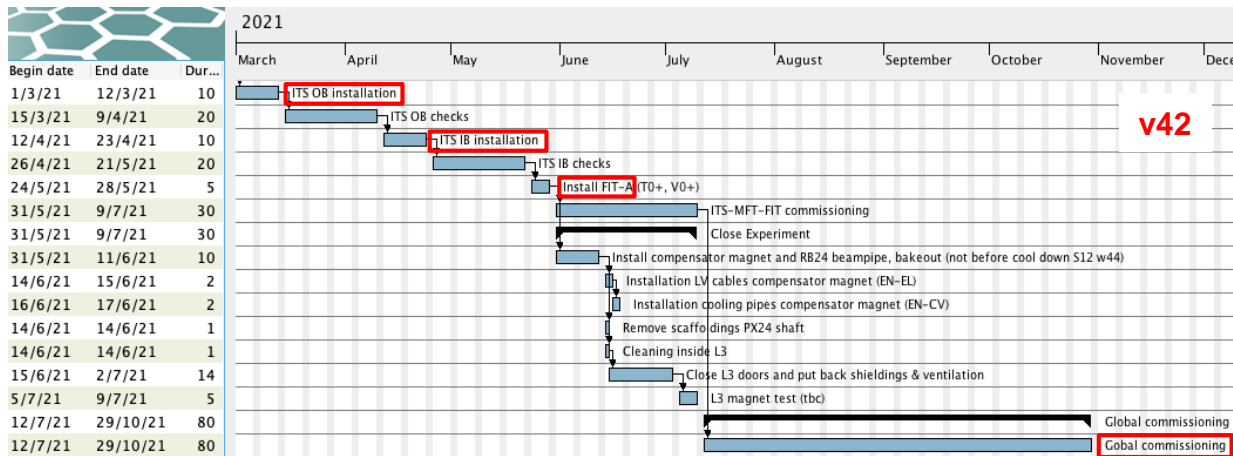 2021
March April May June July August September October November Dece
Begin date End date Dur...
v42
1/3/21 12/3/21 10 ITS OB installation
15/3/21 9/4/21 20 ITS OB checks
12/4/21 23/4/21 10 ITS IB installation
26/4/21 21/5/21 20 ITS IB checks
24/5/21 28/5/21 5 Install FIT-A (T0+, V0+)
31/5/21 9/7/21 30 ITS-MFT-FIT commissioning
31/5/21 9/7/21 30 Close Experiment
31/5/21 11/6/21 10 Install compensator magnet and RB24 beampipe, bakeout (not before cool down S12 w44)
14/6/21 15/6/21 2 Installation LV cables compensator magnet (EN-EL)
16/6/21 17/6/21 2 Installation cooling pipes compensator magnet (EN-CV)
14/6/21 14/6/21 1 Remove scaffoldings PX24 shaft
14/6/21 14/6/21 1 Cleaning inside L3
15/6/21 2/7/21 14 Close L3 doors and put back shieldings & ventilation
5/7/21 9/7/21 5 L3 magnet test (tbc)
12/7/21 29/10/21 80 Global commissioning
12/7/21 29/10/21 80 Gobal commissioning